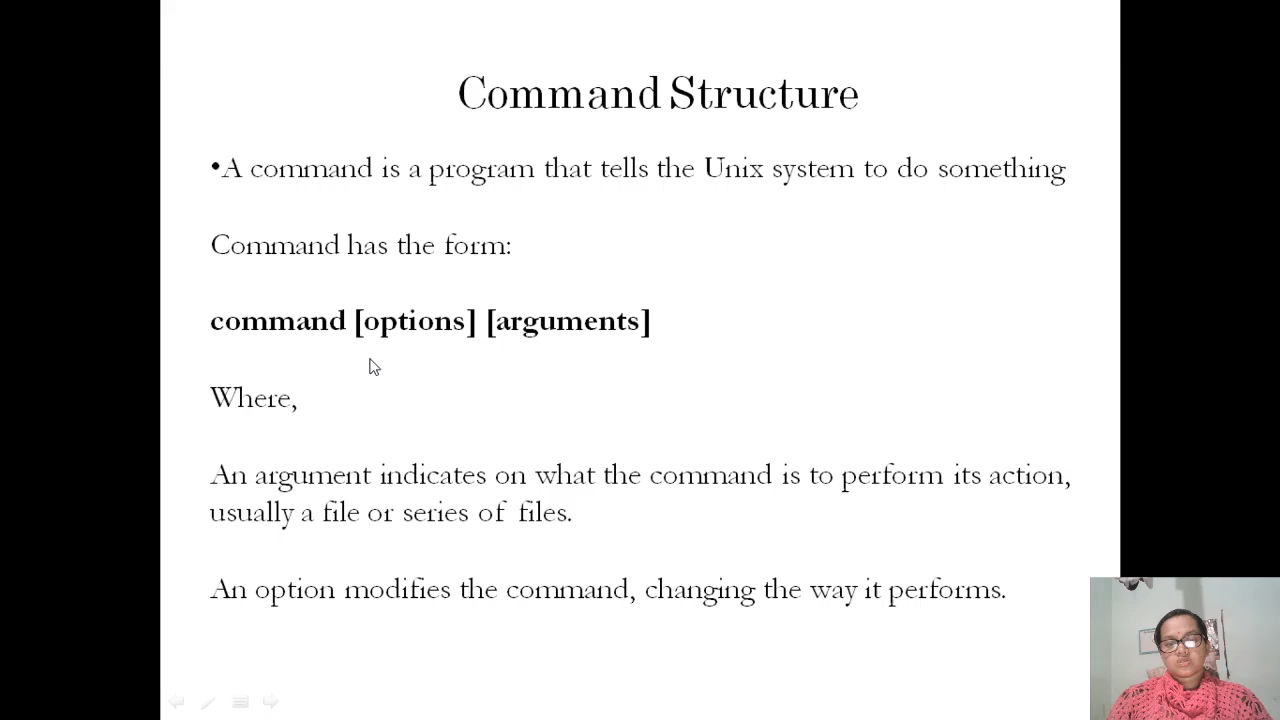 Command Structure
•A command is a program that tells the Unix system to do something
Command has the form:
command [options] [arguments]
Where,
An argument indicates on what the command is to perform its action,
usually a file or series of files.
An option modifies the command, changing the way it performs.